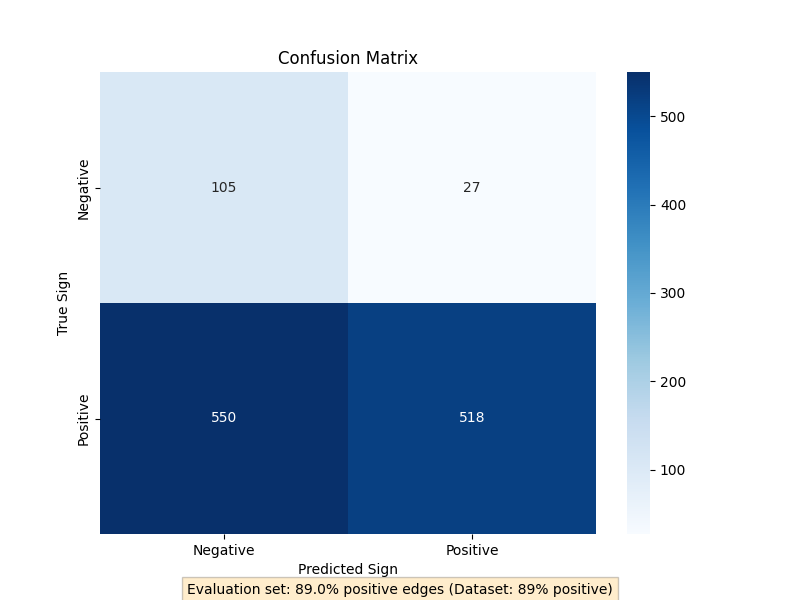 Confusion Matrix
Negative
105
27
True Sign
Positive
550
518
Negative
Positive
Predicted Sign
500
400
300
200
100
Evaluation set: 89.0% positive edges (Dataset: 89% positive)